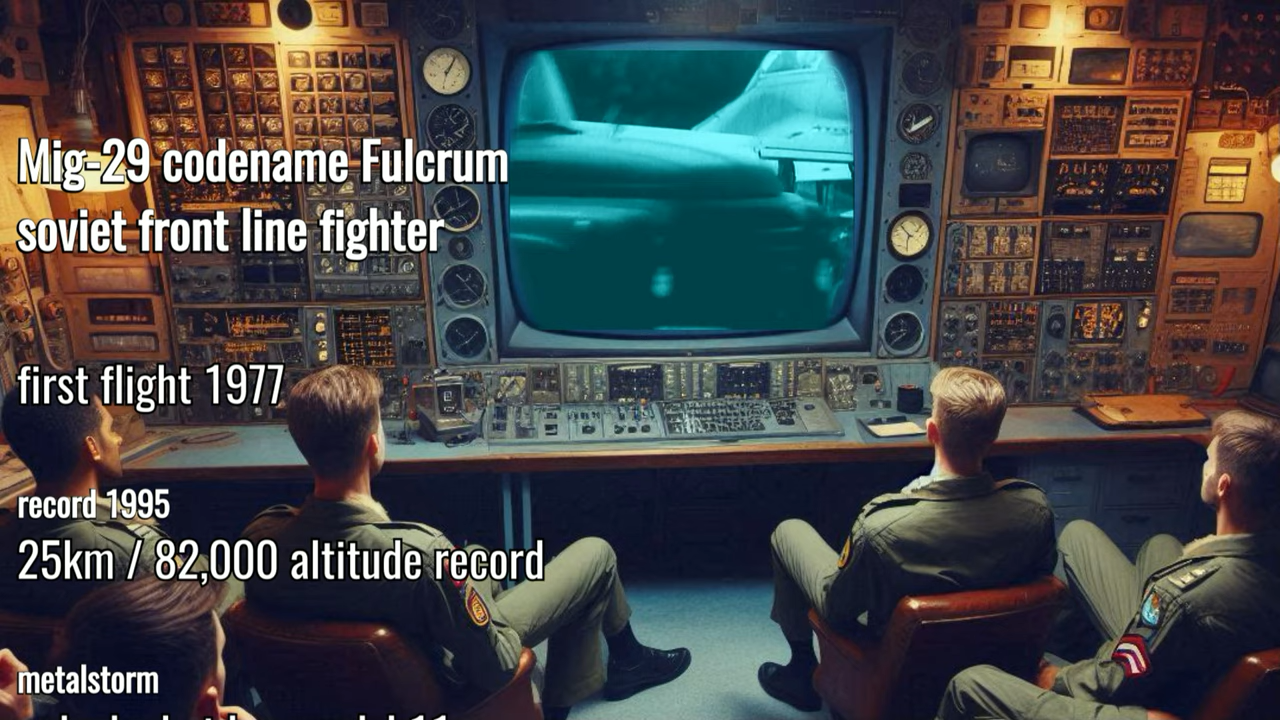 Mig-29 codename Fulcrum
soviet front line fighter
first flight 1977
record 1995
25km / 82,000 altitude record
metalstorm